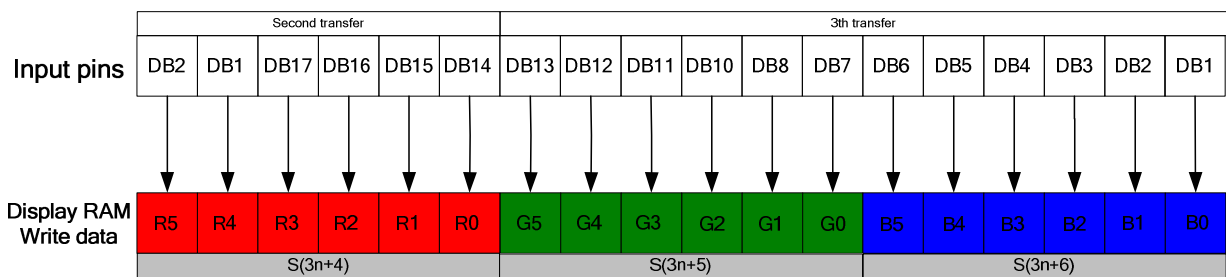 Second transfer 3th transfer
Input pins DB2 DB1 DB17 DB16 DB15 DB14 DB13 DB12 DB11 DB10 DB8 DB7 DB6 DB5 DB4 DB3 DB2 DB1
Display RAM
Write data
R5 R4 R3 R2 R1 R0 G5 G4 G3 G2 G1 G0 B5 B4 B3 B2 B1 B0
S(3n+4) S(3n+5) S(3n+6)